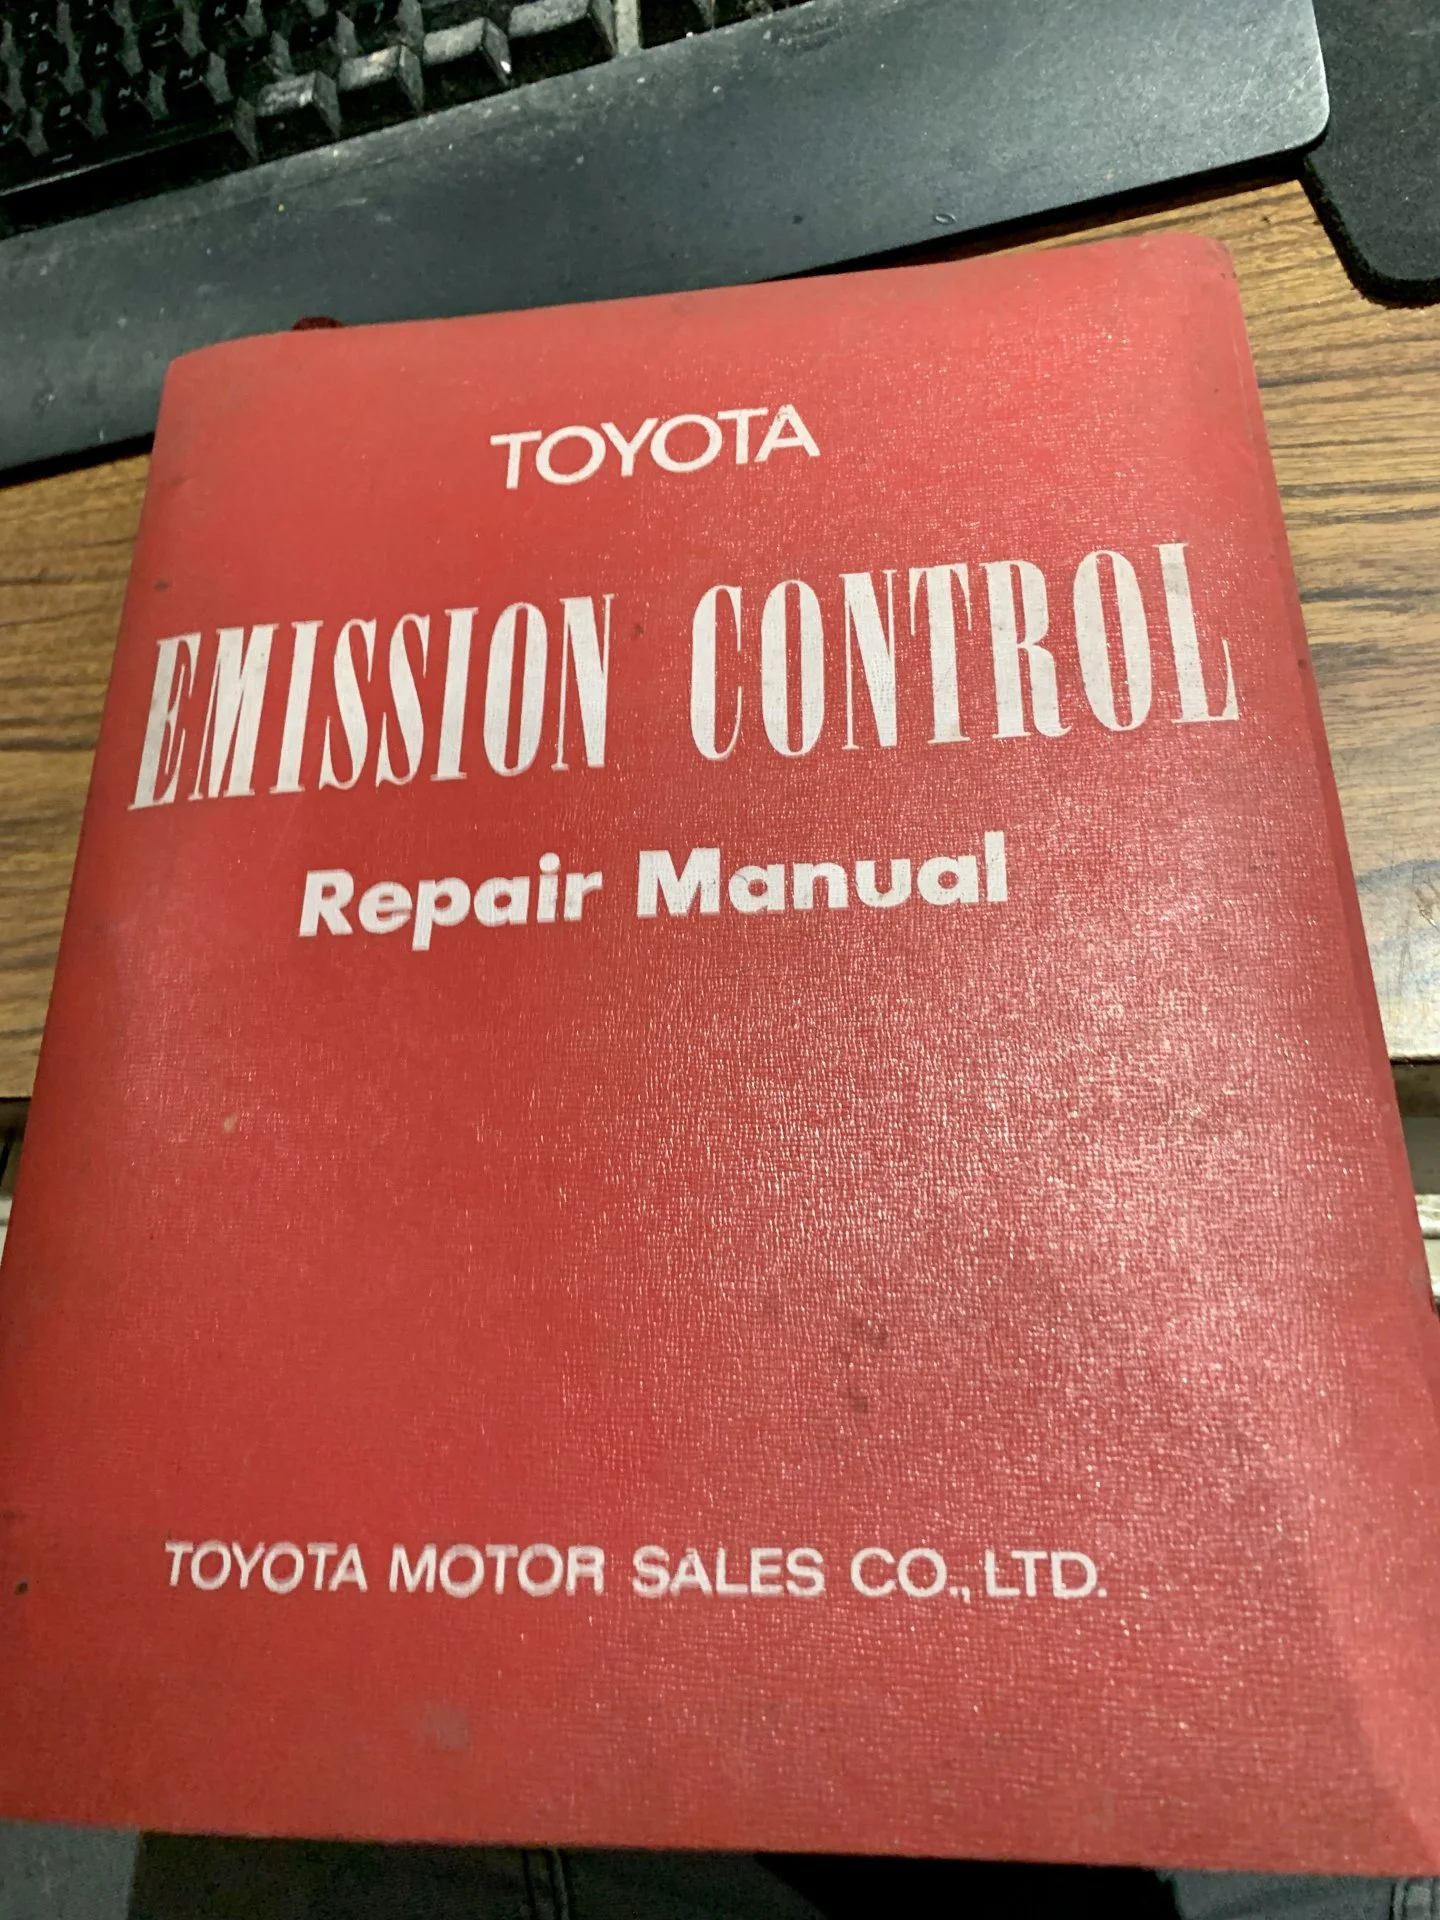 TOYOTA
EMISSION CONTROL
Repair Manual
TOYOTA MOTOR SALES CO., LTD.